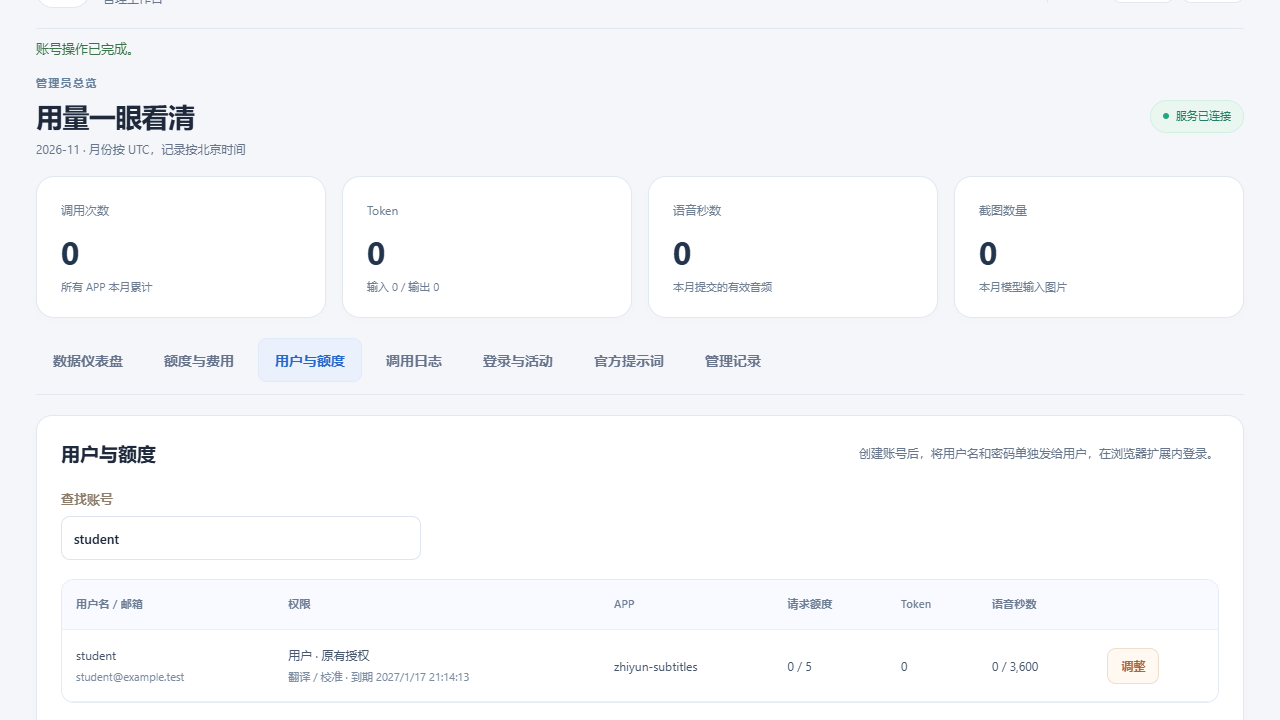 账号操作已完成。
管理员总览
用量一眼看清
服务已连接
2026-11 · 月份按 UTC，记录按北京时间
调用次数
0
所有 APP 本月累计
Token
0
输入 0 / 输出 0
语音秒数
0
本月提交的有效音频
截图数量
0
本月模型输入图片
数据仪表盘 额度与费用 用户与额度 调用日志 登录与活动 官方提示词 管理记录
用户与额度
创建账号后，将用户名和密码单独发给用户，在浏览器扩展内登录。
查找账号
student
用户名 / 邮箱 权限 APP 请求额度 Token 语音秒数
student
student@example.test
用户 · 原有授权
翻译 / 校准 · 到期 2027/1/17 21:14:13
zhiyun-subtitles
0 / 5
0
0 / 3,600
调整